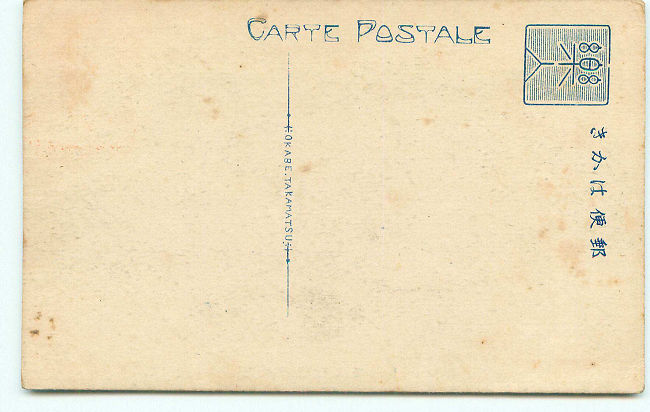 CARTE POSTALE
OKABE.TAKAMATSU.
郵便はかき